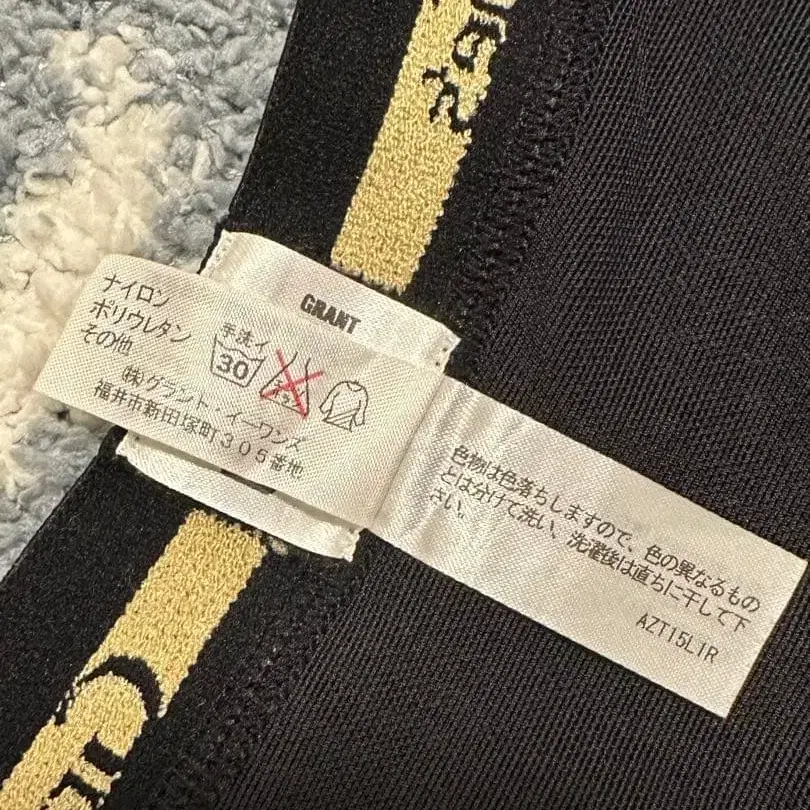 GRANT
ナイロン
ポリウレタン
その他
手洗イ
30
㈱グラント・イーワンズ
福井市新田塚町305番地
色物は色落ちしますので、色の異なるもの
とは分けて洗い、洗濯後は直ちに干して下
さい。
AZT15L1R